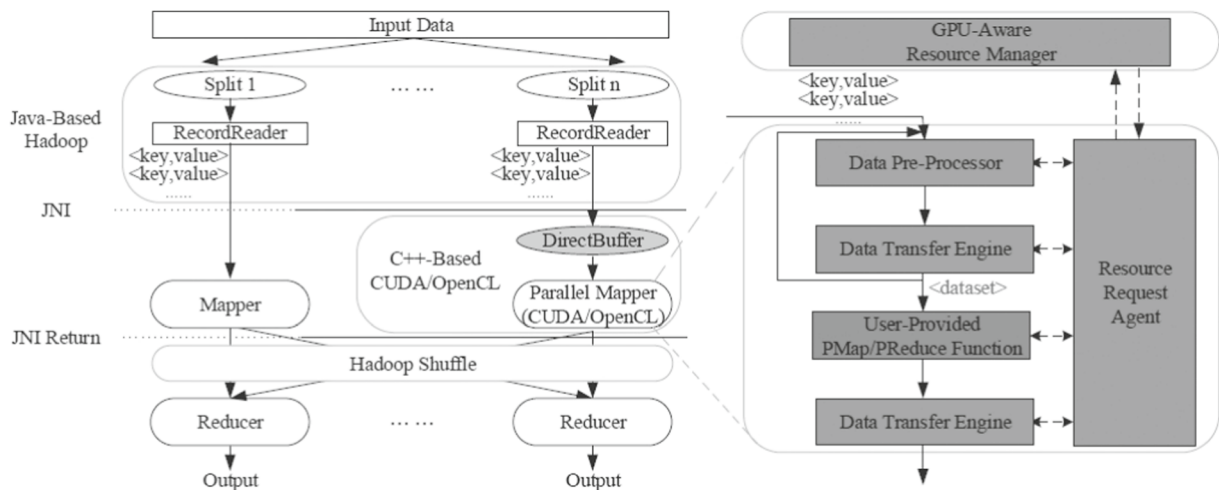 Input Data
Split 1
... ...
Split n
Java-Based
Hadoop
RecordReader
RecordReader
<key,value>
<key,value>
......
<key,value>
<key,value>
......
JNI
DirectBuffer
C++-Based
CUDA/OpenCL
Mapper
Parallel Mapper
(CUDA/OpenCL)
JNI Return
Hadoop Shuffle
Reducer
... ...
Reducer
Output
Output
GPU-Aware
Resource Manager
<key,value>
<key,value>
......
Data Pre-Processor
Data Transfer Engine
<dataset>
User-Provided
PMap/PReduce Function
Data Transfer Engine
Resource
Request
Agent